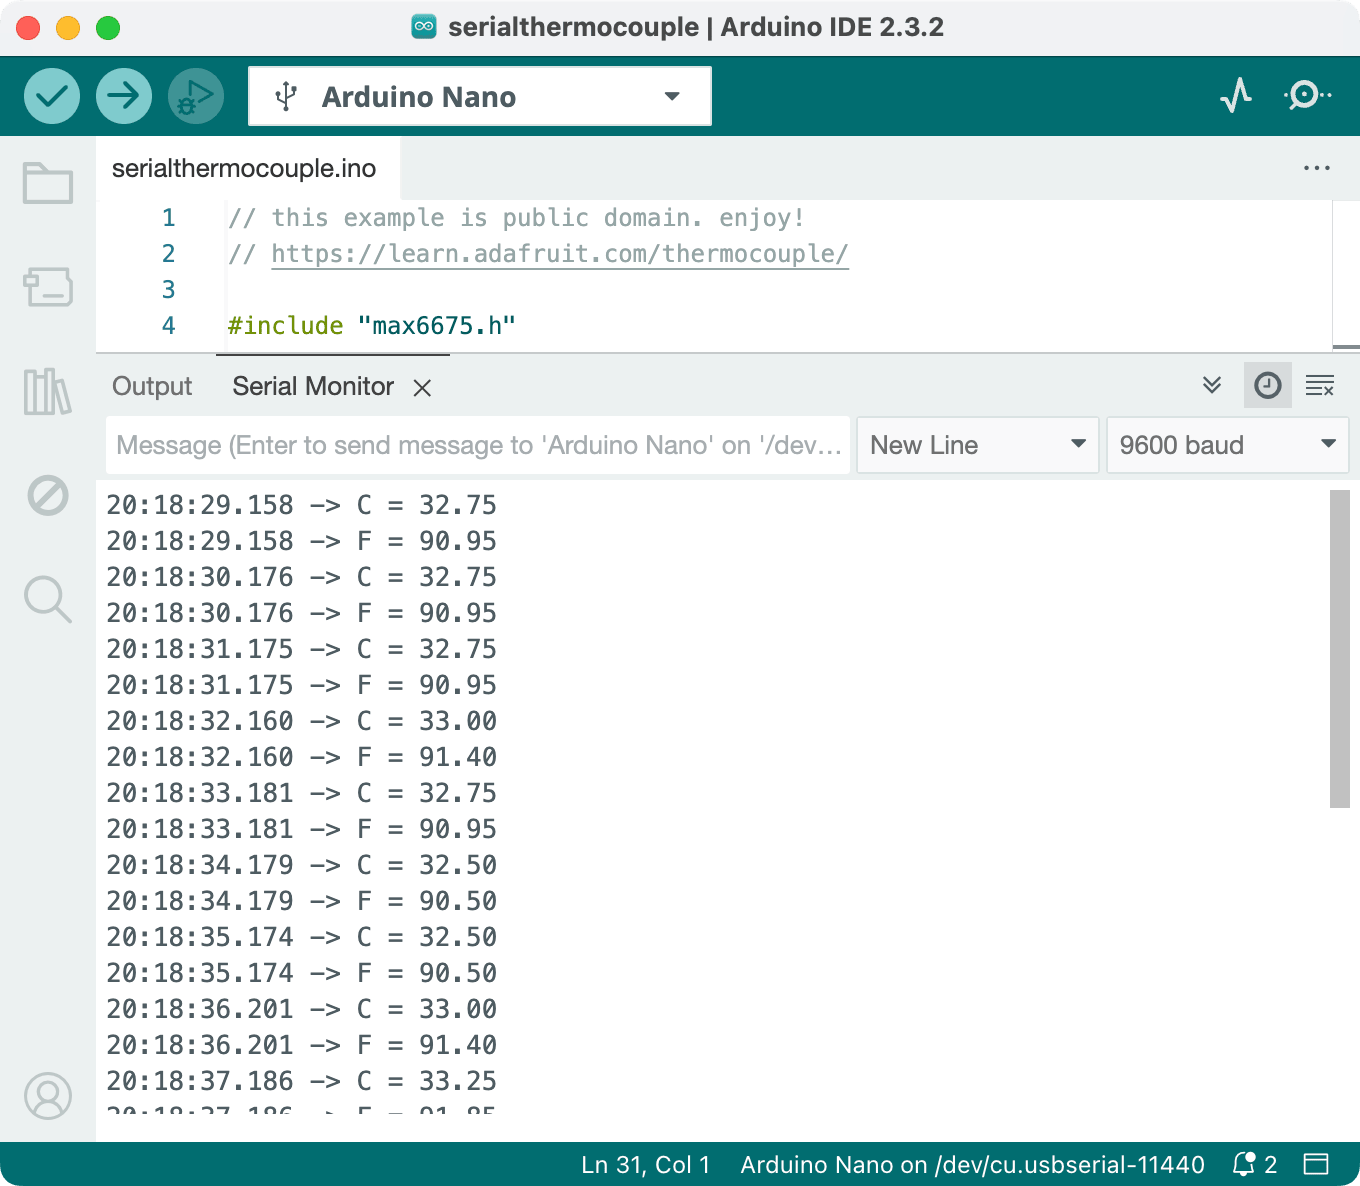 serialthermocouple | Arduino IDE 2.3.2
Arduino Nano
serialthermocouple.ino
1 // this example is public domain. enjoy!
2 // https://learn.adafruit.com/thermocouple/
3
4 #include "max6675.h"
Output Serial Monitor
Message (Enter to send message to 'Arduino Nano' on '/dev... New Line 9600 baud
20:18:29.158 -> C = 32.75
20:18:29.158 -> F = 90.95
20:18:30.176 -> C = 32.75
20:18:30.176 -> F = 90.95
20:18:31.175 -> C = 32.75
20:18:31.175 -> F = 90.95
20:18:32.160 -> C = 33.00
20:18:32.160 -> F = 91.40
20:18:33.181 -> C = 32.75
20:18:33.181 -> F = 90.95
20:18:34.179 -> C = 32.50
20:18:34.179 -> F = 90.50
20:18:35.174 -> C = 32.50
20:18:35.174 -> F = 90.50
20:18:36.201 -> C = 33.00
20:18:36.201 -> F = 91.40
20:18:37.186 -> C = 33.25
20:18:37.186 -> F = 91.85
Ln 31, Col 1 Arduino Nano on /dev/cu.usbserial-11440 2